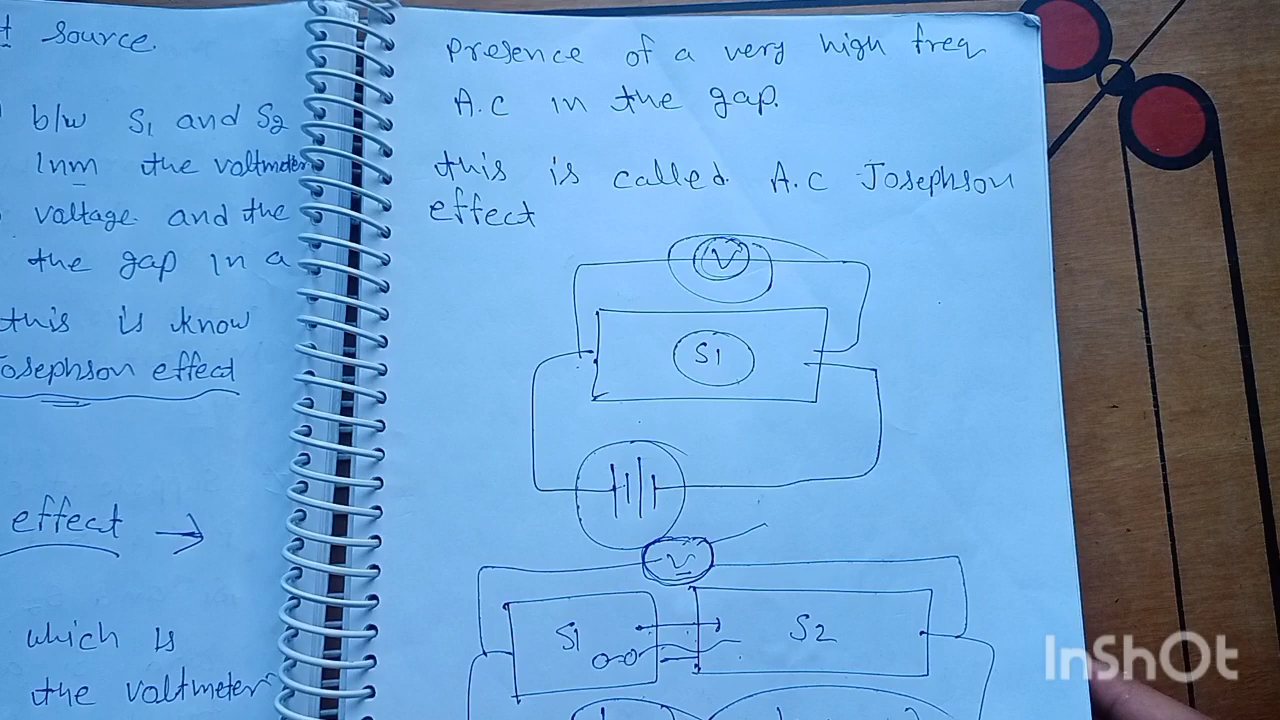 t source.
b/w S1 and S2
1nm the voltmeter
voltage and the
the gap in a
this is know
Josephson effect
effect →
which is
the voltmeter
Presence of a very high freq
A.C in the gap.
this is called A.C Josephson
effect
V
S1
V
S1 S2
InShOt